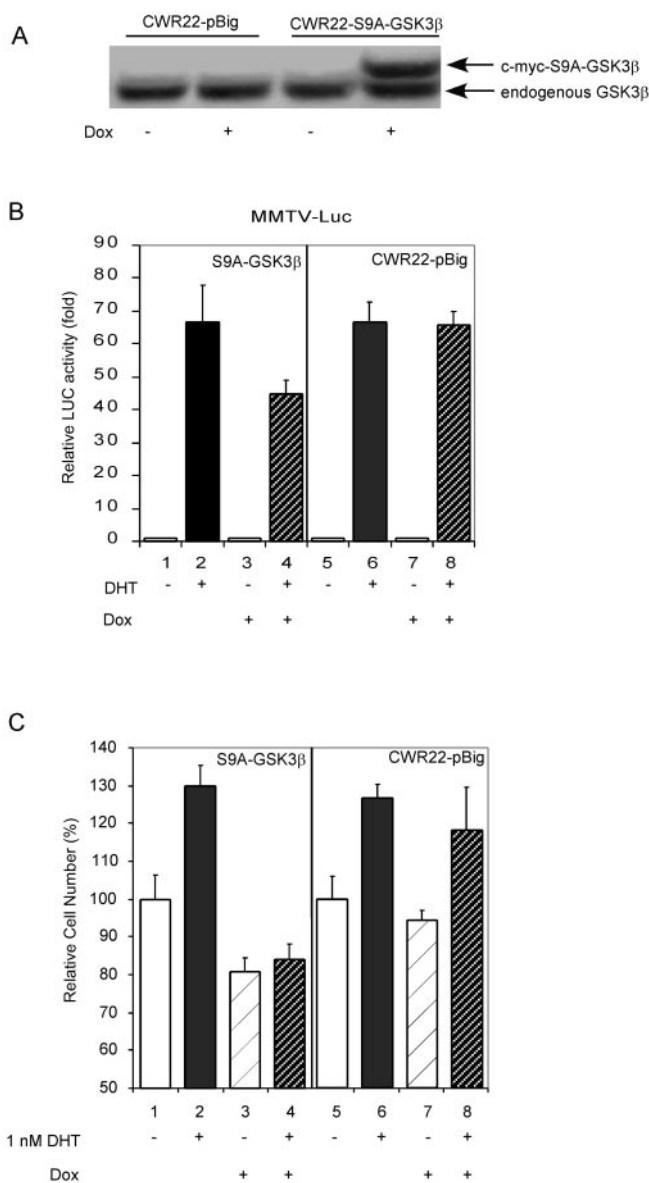 A
CWR22-pBig CWR22-S9A-GSK3β
c-myc-S9A-GSK3β
endogenous GSK3β
Dox - + - +
B
MMTV-Luc
S9A-GSK3β CWR22-pBig
Relative LUC activity (fold)
90
80
70
60
50
40
30
20
10
0
1 2 3 4 5 6 7 8
DHT - + - + - + - +
Dox + + + +
C
S9A-GSK3β CWR22-pBig
Relative Cell Number (%)
140
130
120
110
100
90
80
70
60
50
1 2 3 4 5 6 7 8
1 nM DHT - + - + - + - +
Dox + + + +